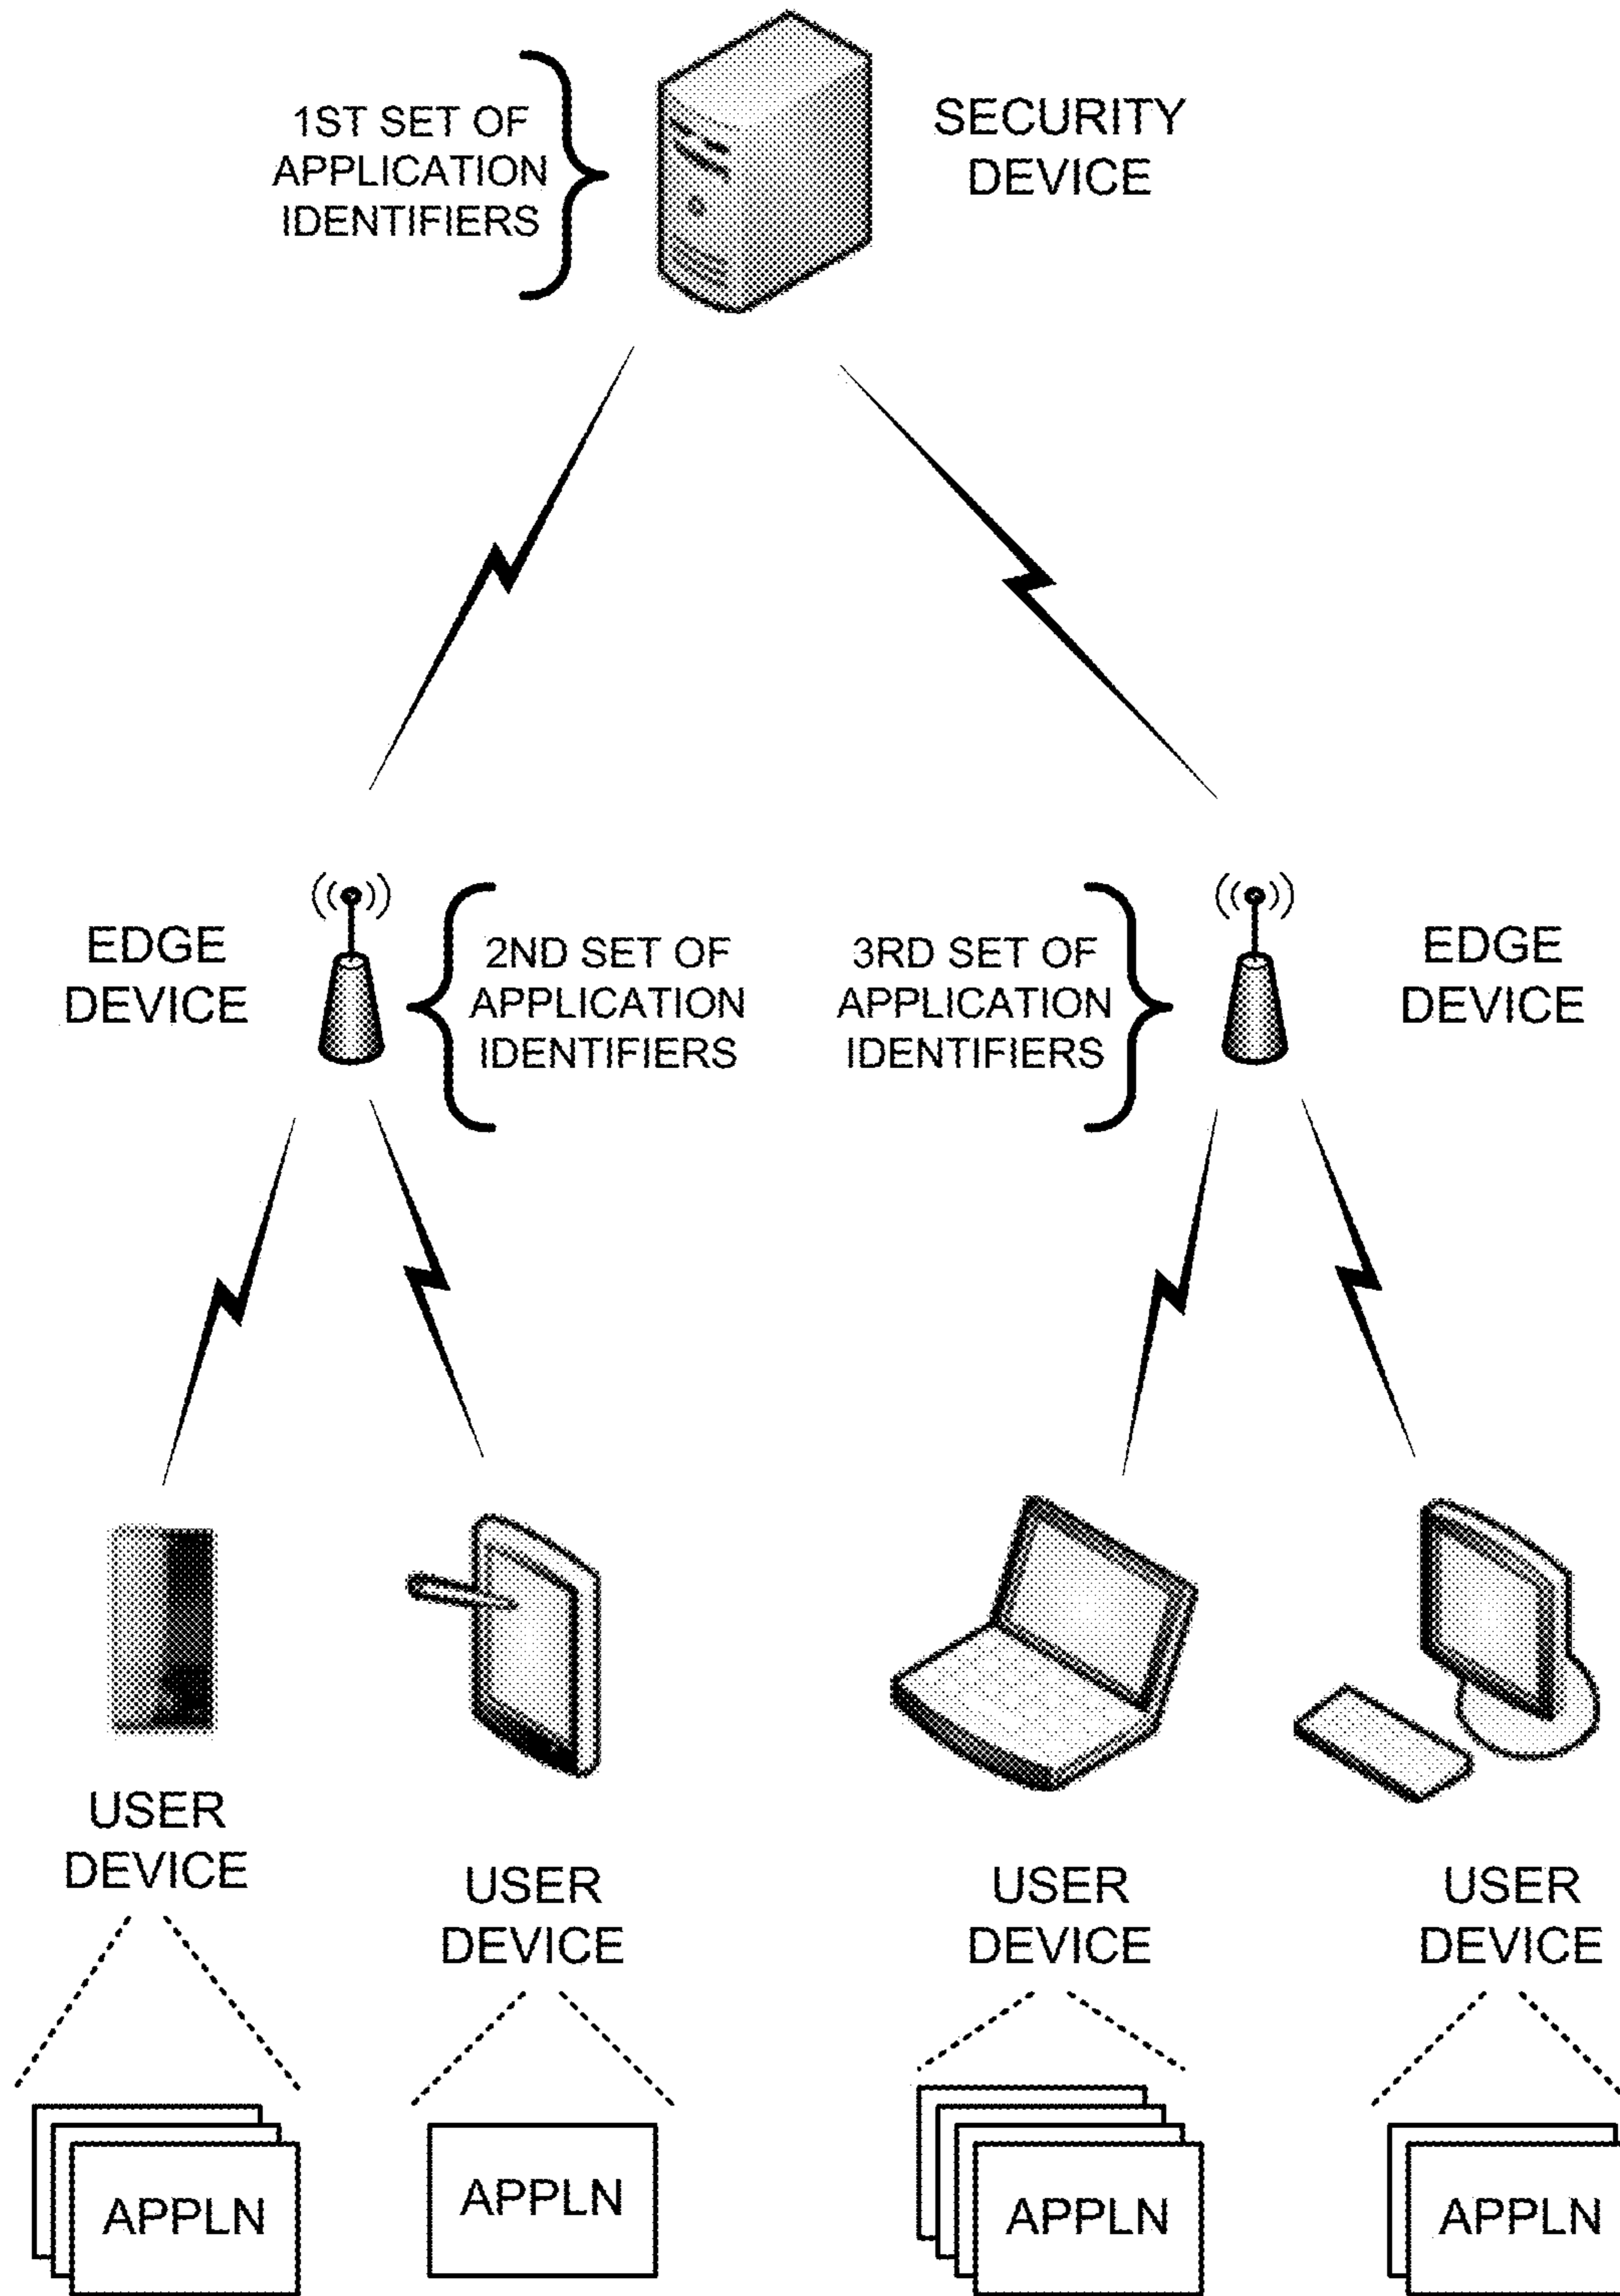 1ST SET OF
APPLICATION
IDENTIFIERS
SECURITY
DEVICE
EDGE
DEVICE
2ND SET OF
APPLICATION
IDENTIFIERS
3RD SET OF
APPLICATION
IDENTIFIERS
EDGE
DEVICE
USER
DEVICE
USER
DEVICE
USER
DEVICE
USER
DEVICE
APPLN
APPLN
APPLN
APPLN